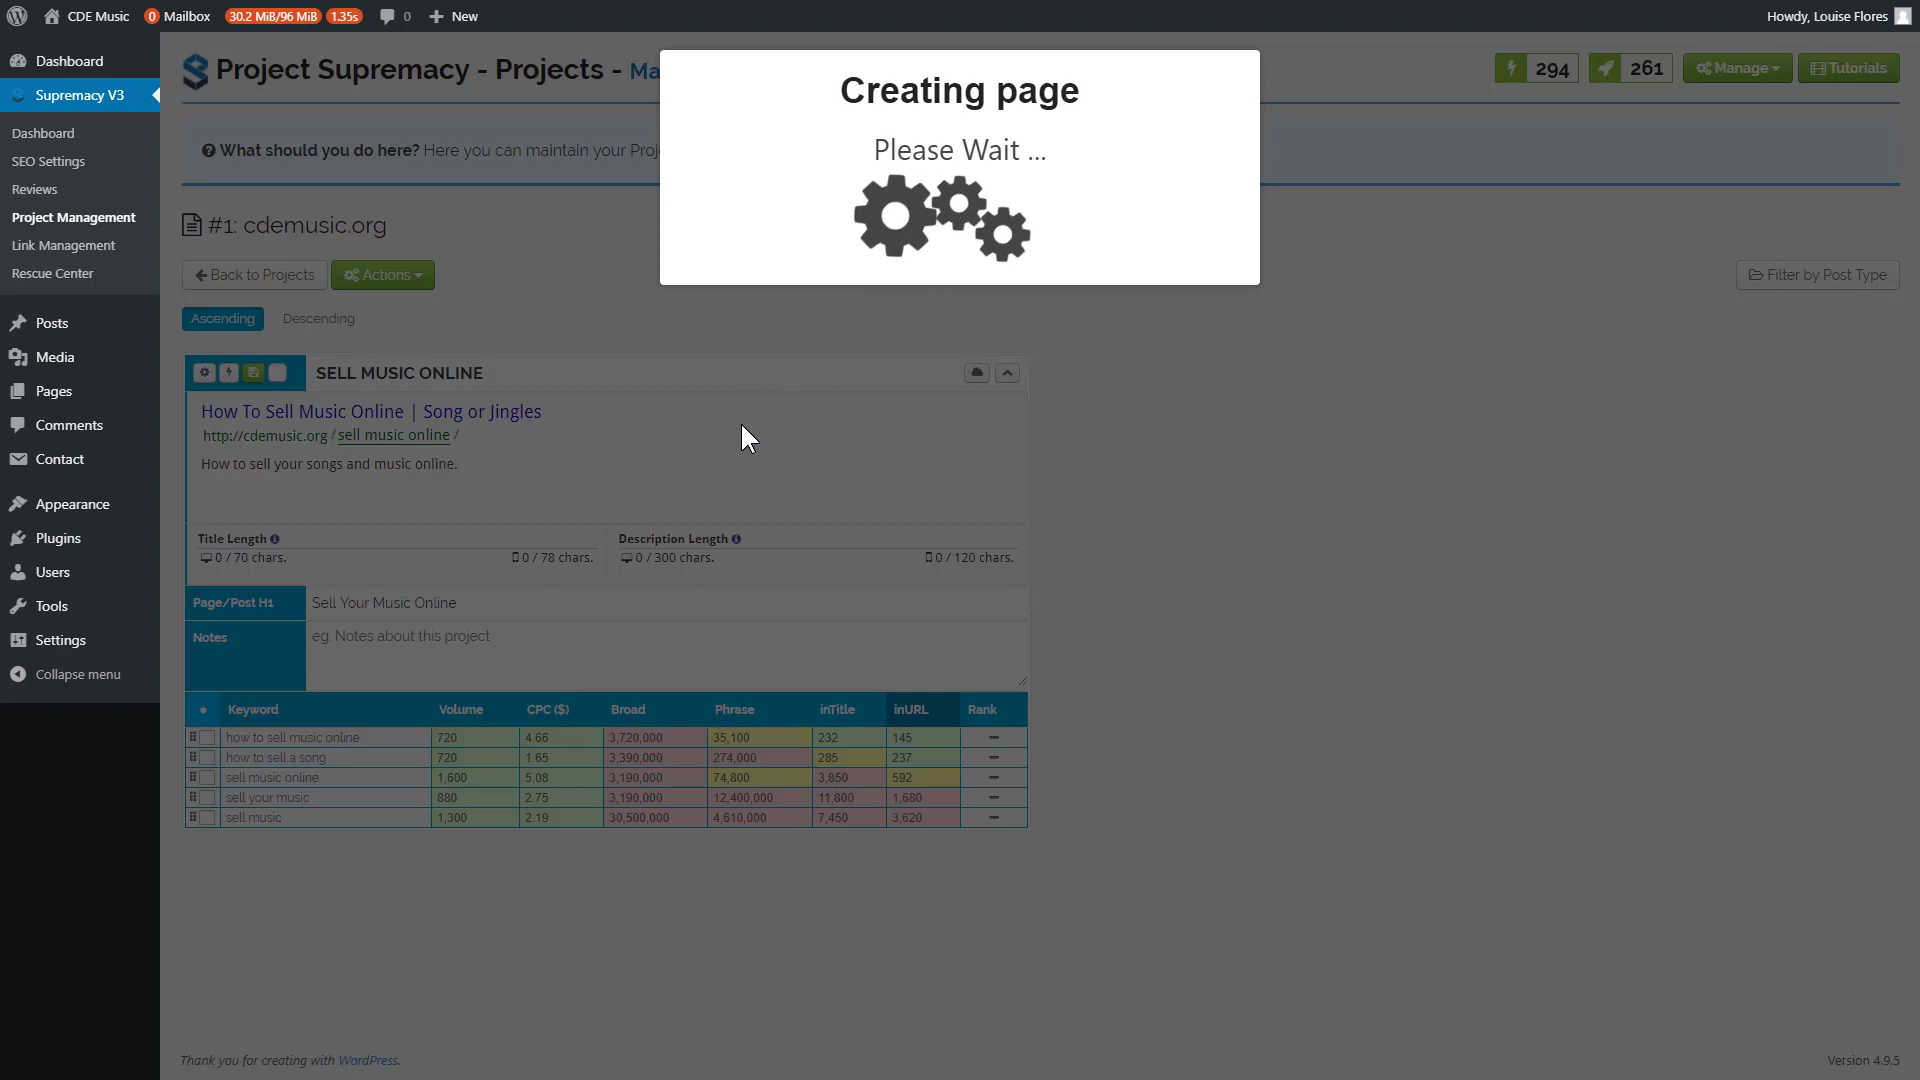 CDE Music
0 Mailbox
30.2 MiB/96 MiB
1.35s
0
New
Howdy, Louise Flores
Dashboard
Supremacy V3
Dashboard
SEO Settings
Reviews
Project Management
Link Management
Rescue Center
Posts
Media
Pages
Comments
Contact
Appearance
Plugins
Users
Tools
Settings
Collapse menu
Project Supremacy - Projects - Ma
294
261
Manage
Tutorials
Creating page
Please Wait ...
What should you do here? Here you can maintain your Proj
#1: cdemusic.org
Back to Projects
Actions
Filter by Post Type
Ascending
Descending
SELL MUSIC ONLINE
How To Sell Music Online | Song or Jingles
http://cdemusic.org /sell music online /
How to sell your songs and music online.
Title Length
Description Length
0 / 70 chars.
0 / 78 chars.
0 / 300 chars.
0 / 120 chars.
Page/Post H1
Sell Your Music Online
Notes
eg. Notes about this project
Keyword Volume CPC ($) Broad Phrase inTitle inURL Rank
how to sell music online 720 4.66 3,720,000 35,100 232 145 –
how to sell a song 720 1.65 3,390,000 274,000 285 237 –
sell music online 1,600 5.08 3,190,000 74,800 3,850 592 –
sell your music 880 2.75 3,190,000 12,400,000 11,800 1,680 –
sell music 1,300 2.19 30,500,000 4,610,000 7,450 3,620 –
Thank you for creating with WordPress.
Version 4.9.5